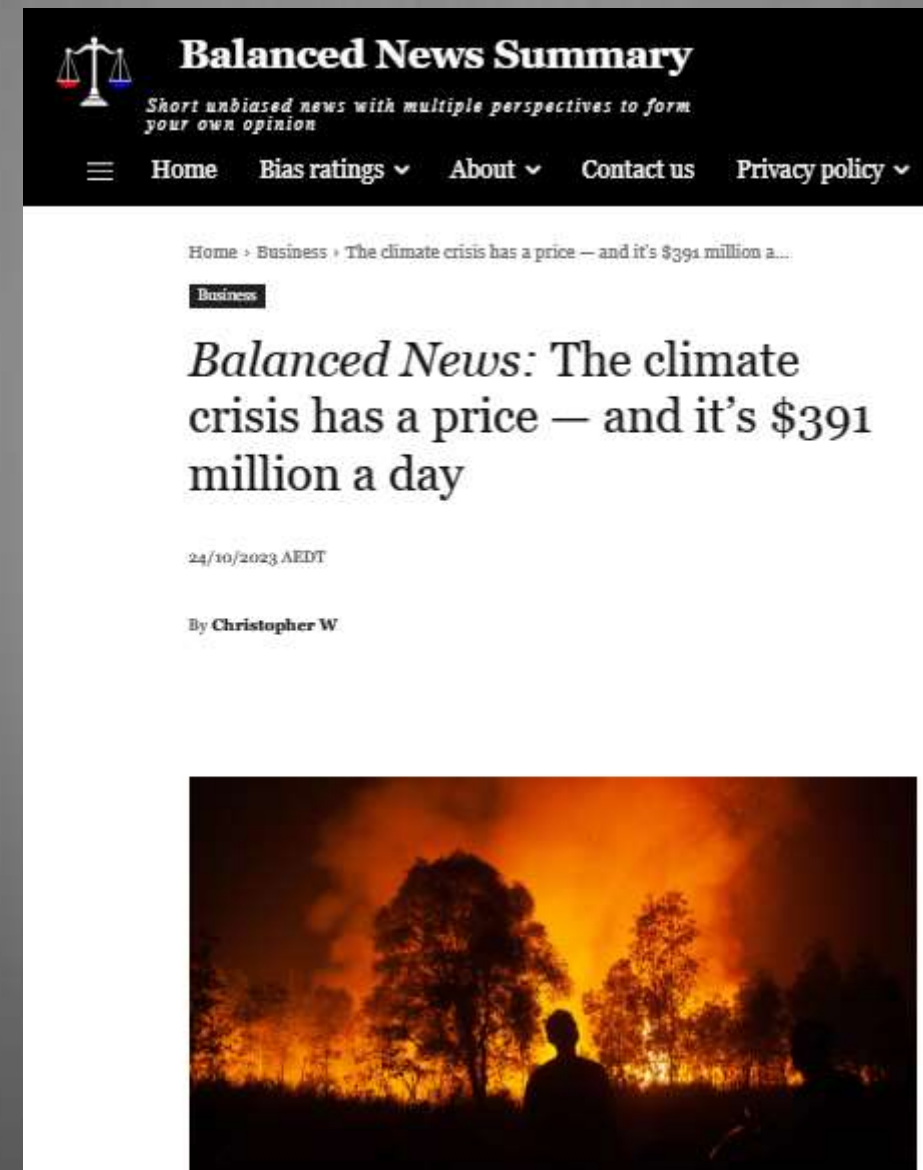 Balanced News Summary
Short unbiased news with multiple perspectives to form
your own opinion
Home Bias ratings About Contact us Privacy policy
Home › Business › The climate crisis has a price — and it's $391 million a...
Business
Balanced News: The climate
crisis has a price — and it’s $391
million a day
24/10/2023 AEDT
By Christopher W